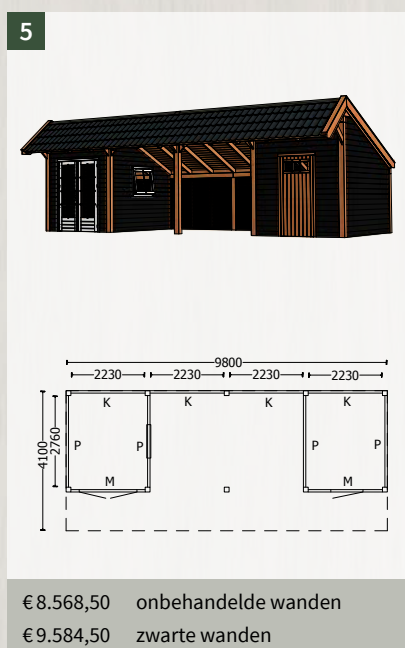 5
9800
2230 2230 2230 2230
K K K K
4100
2760
P P P P
M M
€ 8.568,50 onbehandelde wanden
€ 9.584,50 zwarte wanden